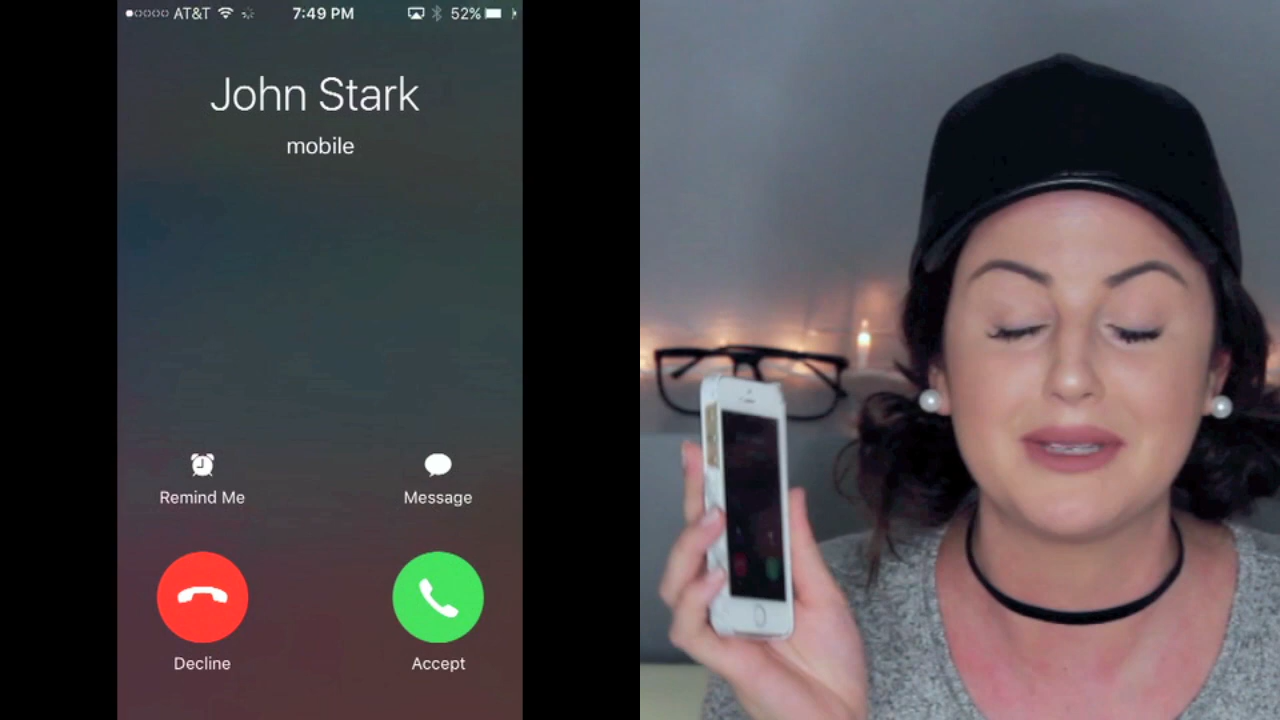 AT&T 7:49 PM 52%
John Stark
mobile
Remind Me Message
Decline Accept